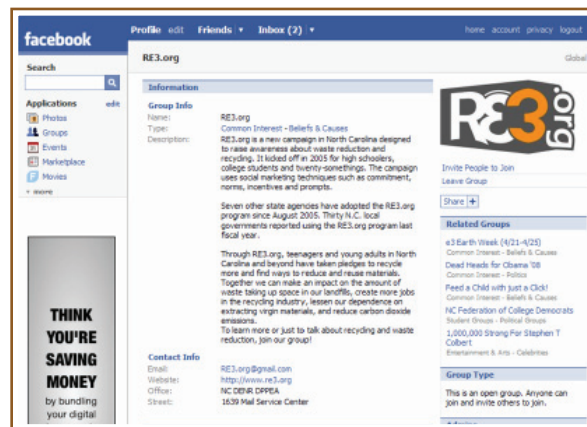 facebook
Profile edit Friends ▾ Inbox (2) ▾
home account privacy logout
Search
Applications edit
Photos
Groups
Events
Marketplace
Movies
▾ more
THINK
YOU'RE
SAVING
MONEY
by bundling
your digital
RE3.org
Global
Information
Group Info
Name: RE3.org
Type: Common Interest - Beliefs & Causes
Description: RE3.org is a new campaign in North Carolina designed
to raise awareness about waste reduction and
recycling. It kicked off in 2005 for high schoolers,
college students and twenty-somethings. The campaign
uses social marketing techniques such as commitment,
norms, incentives and prompts.
Seven other state agencies have adopted the RE3.org
program since August 2005. Thirty N.C. local
governments reported using the RE3.org program last
fiscal year.
Through RE3.org, teenagers and young adults in North
Carolina and beyond have taken pledges to recycle
more and find ways to reduce and reuse materials.
Together we can make an impact on the amount of
waste taking up space in our landfills, create more jobs
in the recycling industry, lessen our dependence on
extracting virgin materials, and reduce carbon dioxide
emissions.
To learn more or just to talk about recycling and waste
reduction, join our group!
Contact Info
Email: RE3.org@gmail.com
Website: http://www.re3.org
Office: NC DENR DPPEA
Street: 1639 Mail Service Center
RE3.org
Invite People to Join
Leave Group
Share +
Related Groups
e3 Earth Week (4/21-4/25)
Common Interest - Beliefs & Causes
Dead Heads for Obama '08
Common Interest - Politics
Feed a Child with just a Click!
Common Interest - Beliefs & Causes
NC Federation of College Democrats
Student Groups - Political Groups
1,000,000 Strong For Stephen T
Colbert
Entertainment & Arts - Celebrities
Group Type
This is an open group. Anyone can
join and invite others to join.